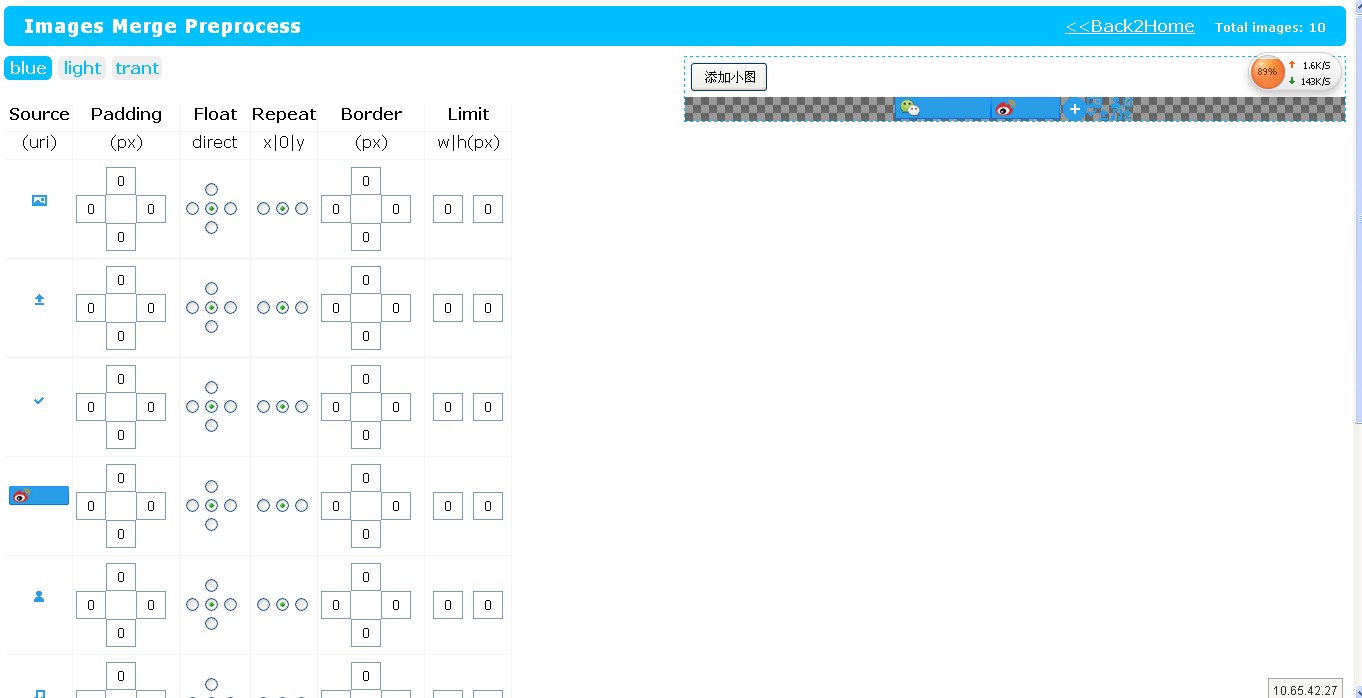 Images Merge Preprocess <<Back2Home Total images: 10
blue light trant
添加小图
89% 1.6K/S
143K/S
Source Padding Float Repeat Border Limit
(uri) (px) direct x|0|y (px) w|h(px)
0 0
0 0 0 0 0 0
0 0
0 0
0 0 0 0 0 0
0 0
0 0
0 0 0 0 0 0
0 0
0 0
0 0 0 0 0 0
0 0
0 0
0 0 0 0 0 0
0 0
0 0
10.65.42.27